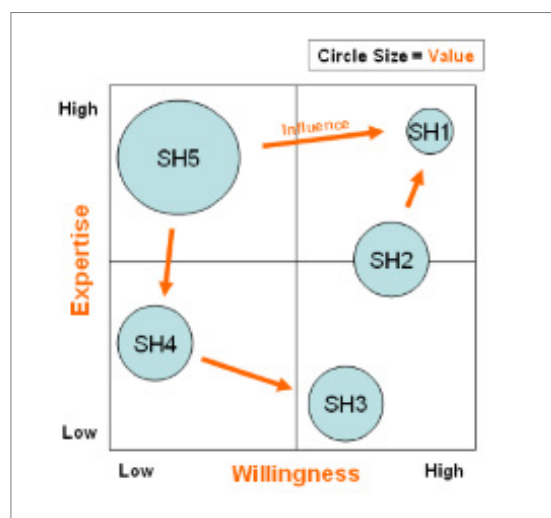 Circle Size = Value
High
Influence
SH1
SH5
Expertise
SH2
SH4
SH3
Low
Low
Willingness
High